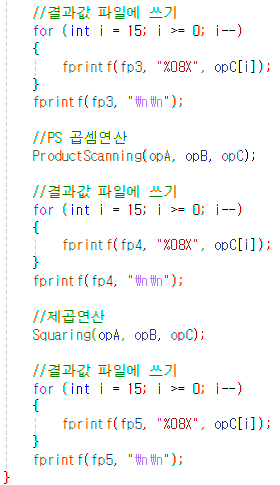 //결과값 파일에 쓰기
for (int i = 15; i >= 0; i--)
{
fprintf(fp3, "%08X", opC[i]);
}
fprintf(fp3, "₩n₩n");
//PS 곱셈연산
ProductScanning(opA, opB, opC);
//결과값 파일에 쓰기
for (int i = 15; i >= 0; i--)
{
fprintf(fp4, "%08X", opC[i]);
}
fprintf(fp4, "₩n₩n");
//제곱연산
Squaring(opA, opB, opC);
//결과값 파일에 쓰기
for (int i = 15; i >= 0; i--)
{
fprintf(fp5, "%08X", opC[i]);
}
fprintf(fp5, "₩n₩n");
}